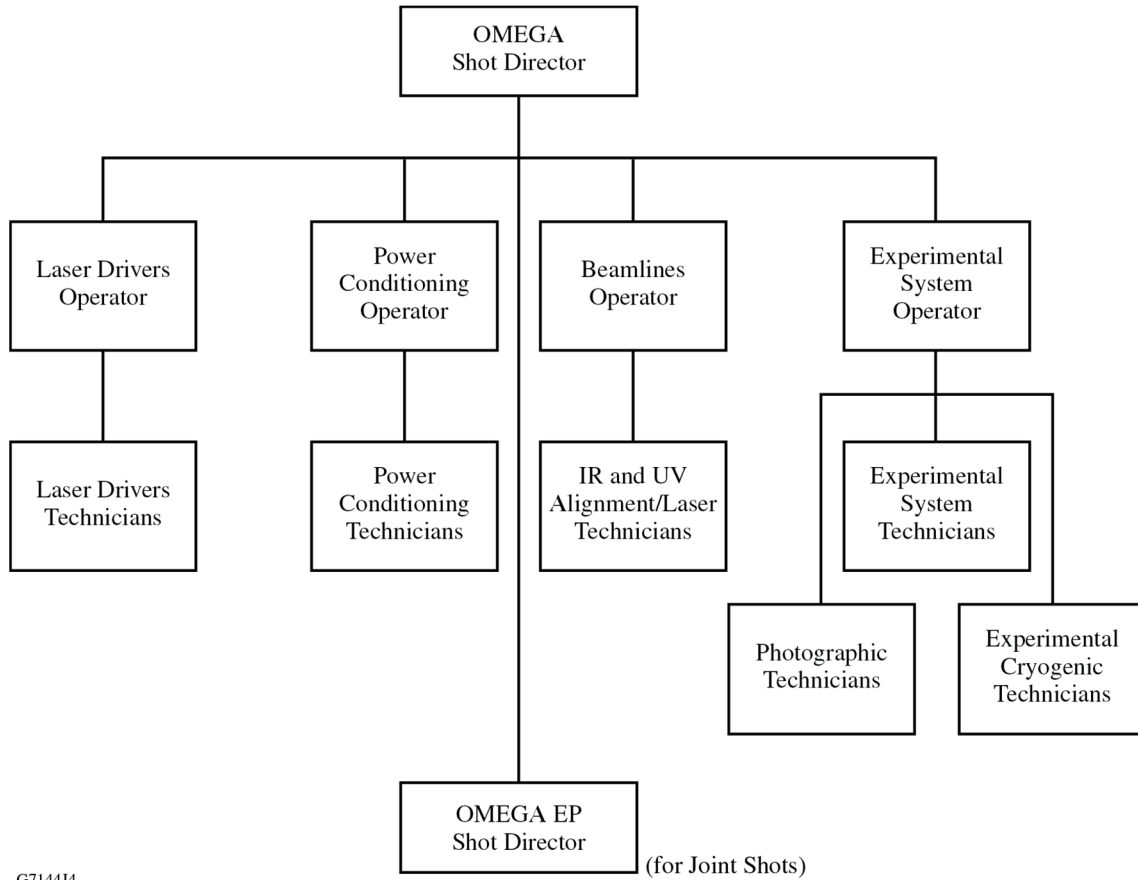 OMEGA
Shot Director
Laser Drivers
Operator
Power
Conditioning
Operator
Beamlines
Operator
Experimental
System
Operator
Laser Drivers
Technicians
Power
Conditioning
Technicians
IR and UV
Alignment/Laser
Technicians
Experimental
System
Technicians
Photographic
Technicians
Experimental
Cryogenic
Technicians
OMEGA EP
Shot Director
(for Joint Shots)
G7144J4